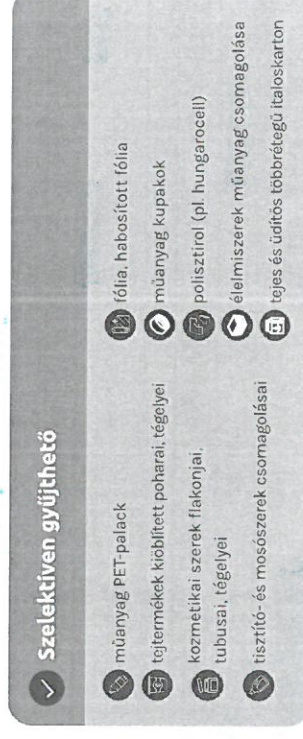 Szelektíven gyűjthető
műanyag PET-palack
tejtermékek kiöblített poharai, tégelyei
kozmetikai szerek flakonjai,
tubusai, tégelyei
tisztító- és mosószerek csomagolásai
fólia, habosított fólia
műanyag kupakok
polisztirol (pl. hungarocell)
élelmiszerek műanyag csomagolása
tejes és üdítős többrétegű italoskarton